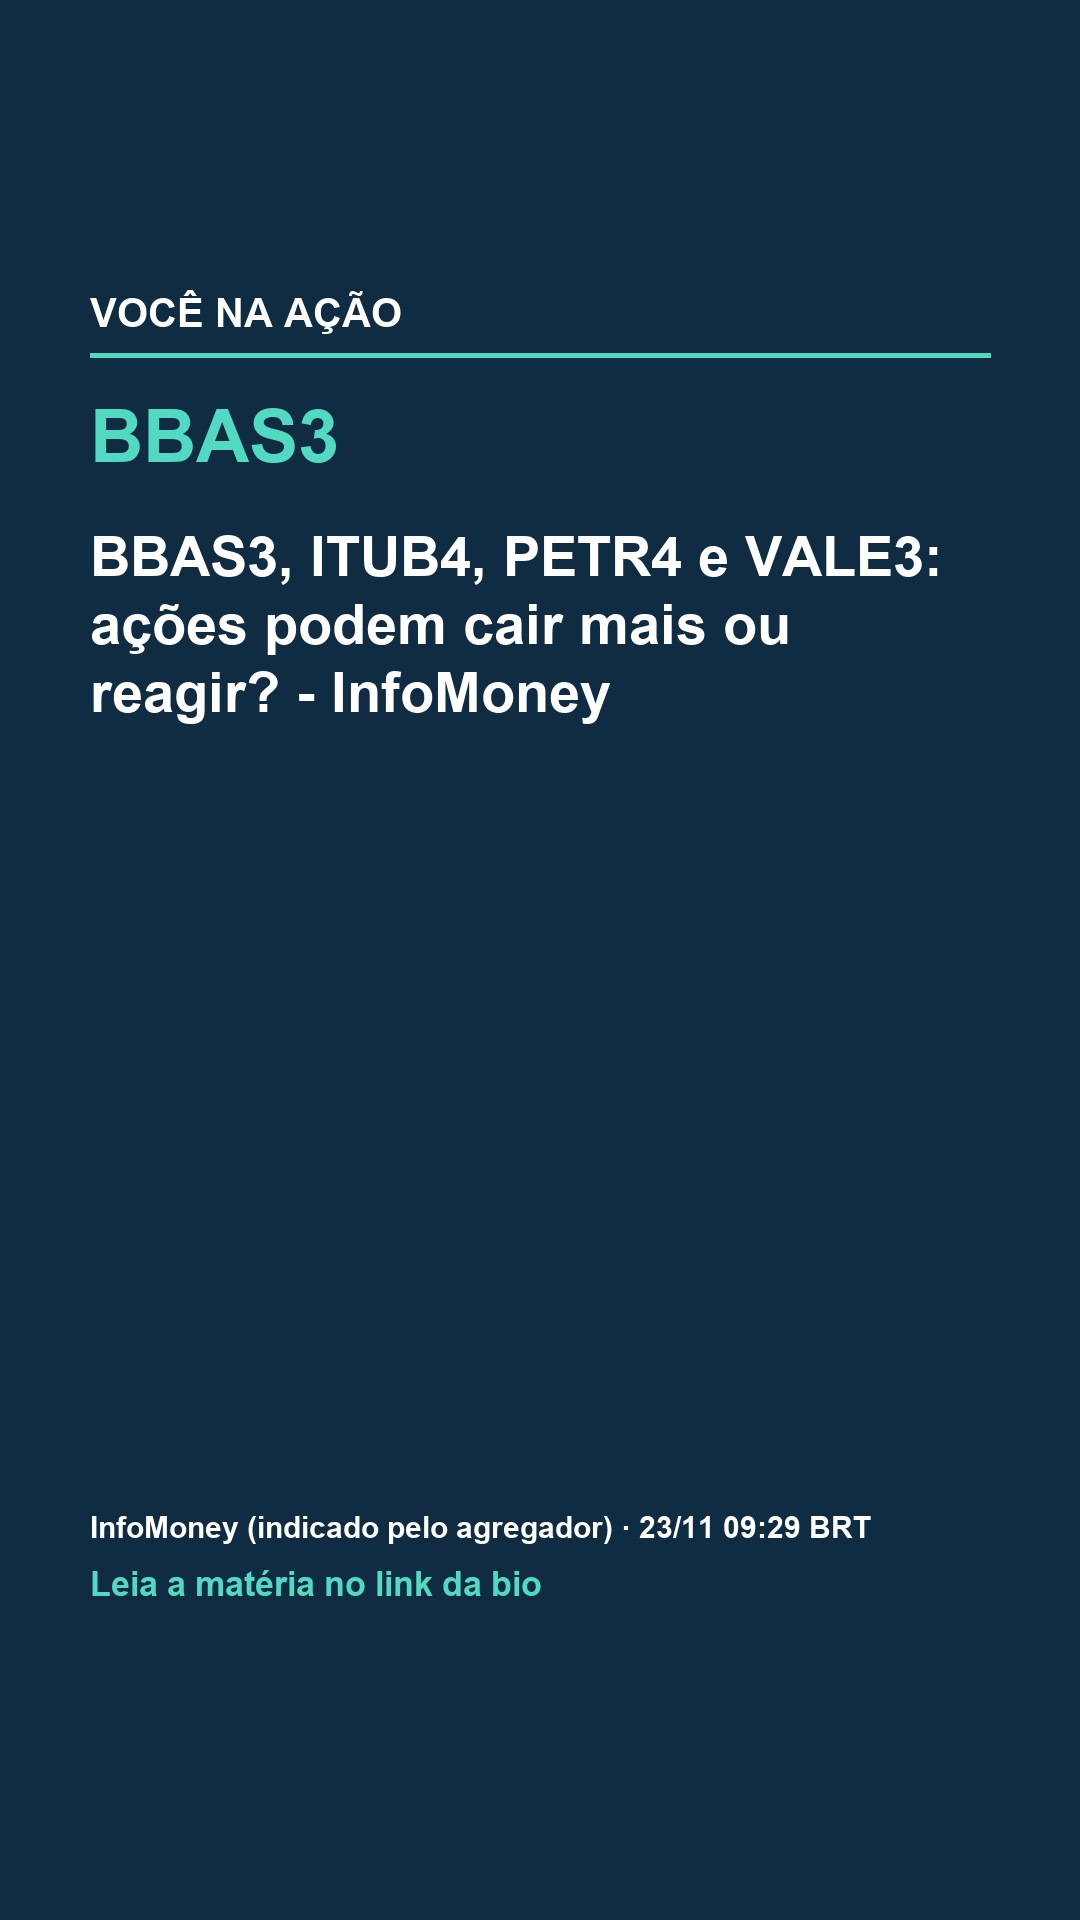 VOCÊ NA AÇÃO
BBAS3
BBAS3, ITUB4, PETR4 e VALE3:
ações podem cair mais ou
reagir? - InfoMoney
InfoMoney (indicado pelo agregador) · 23/11 09:29 BRT
Leia a matéria no link da bio